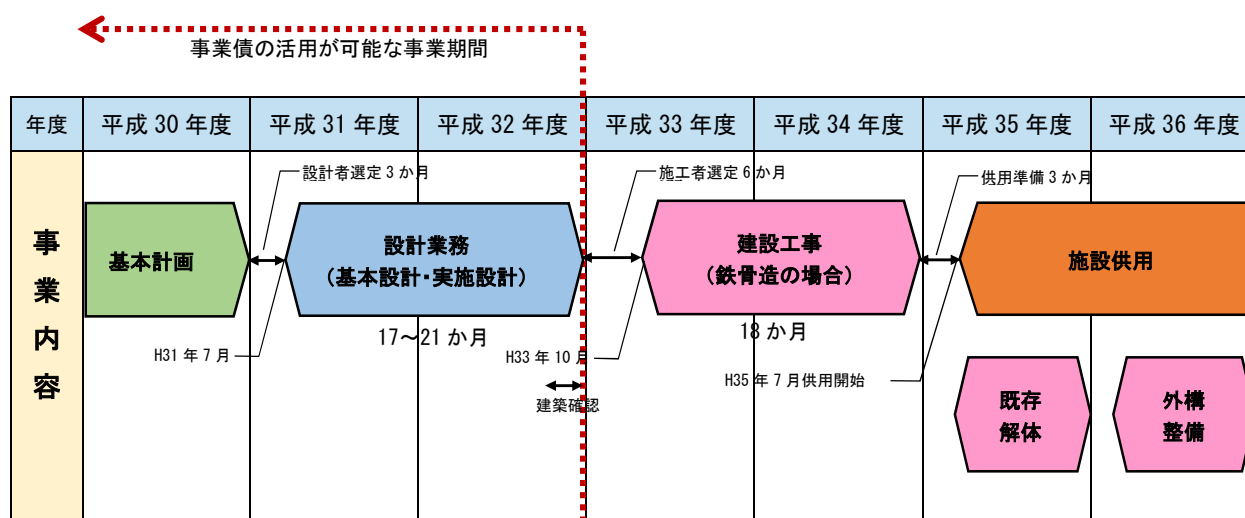 事業債の活用が可能な事業期間
年度
平成 30 年度
平成 31 年度
平成 32 年度
平成 33 年度
平成 34 年度
平成 35 年度
平成 36 年度
設計者選定 3 か月
施工者選定 6 か月
供用準備 3 か月
事業内容
基本計画
設計業務
（基本設計・実施設計）
建設工事
（鉄骨造の場合）
施設供用
17～21 か月
18 か月
H31 年 7 月
H33 年 10 月
H35 年 7 月供用開始
建築確認
既存
解体
外構
整備